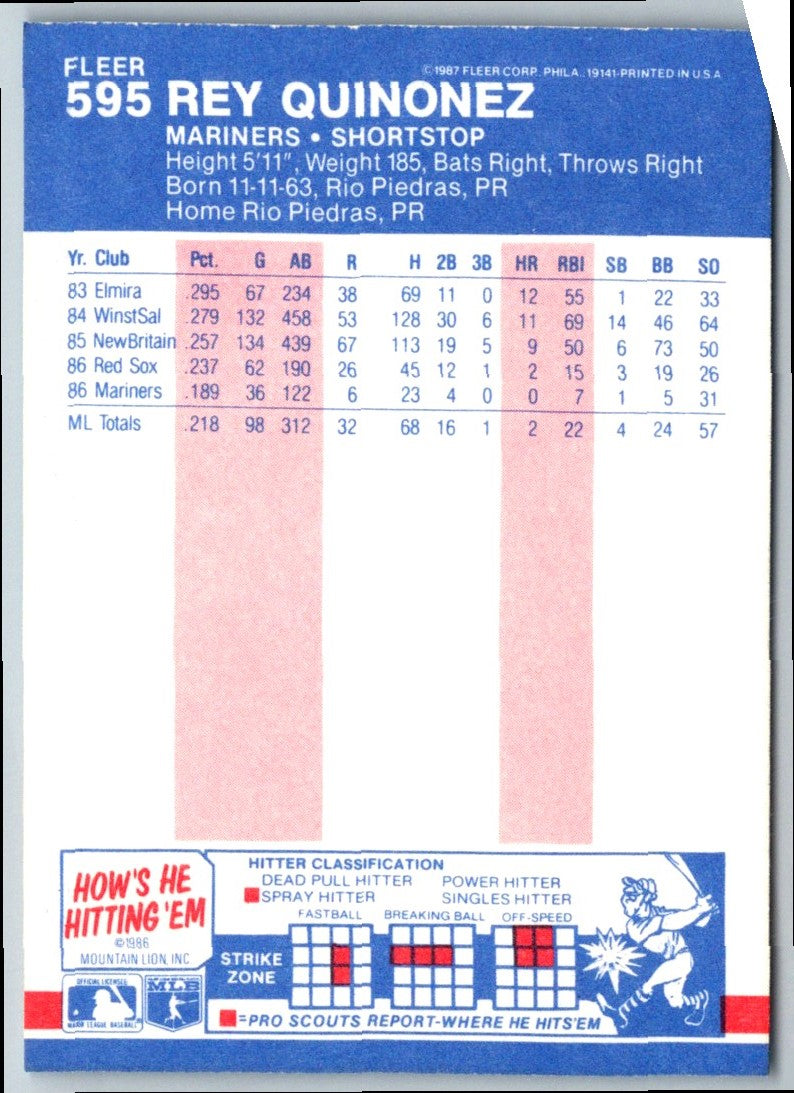 FLEER
©1987 FLEER CORP. PHILA., 19141-PRINTED IN U.S.A
595 REY QUINONEZ
MARINERS • SHORTSTOP
Height 5'11", Weight 185, Bats Right, Throws Right
Born 11-11-63, Rio Piedras, PR
Home Rio Piedras, PR
Yr. Club Pct. G AB R H 2B 3B HR RBI SB BB SO
83 Elmira .295 67 234 38 69 11 0 12 55 1 22 33
84 WinstSal .279 132 458 53 128 30 6 11 69 14 46 64
85 NewBritain .257 134 439 67 113 19 5 9 50 6 73 50
86 Red Sox .237 62 190 26 45 12 1 2 15 3 19 26
86 Mariners .189 36 122 6 23 4 0 0 7 1 5 31
ML Totals .218 98 312 32 68 16 1 2 22 4 24 57
HOW'S HE
HITTING 'EM
©1986
MOUNTAIN LION, INC
HITTER CLASSIFICATION
DEAD PULL HITTER POWER HITTER
SPRAY HITTER SINGLES HITTER
FASTBALL BREAKING BALL OFF-SPEED
STRIKE
ZONE
=PRO SCOUTS REPORT-WHERE HE HITS'EM
OFFICIAL LICENSEE
MAJOR LEAGUE BASEBALL
MLB